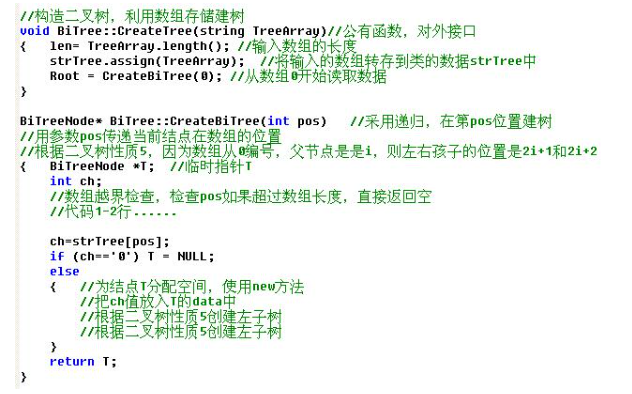 //构造二叉树，利用数组存储建树
void BiTree::CreateTree(string TreeArray)//公有函数，对外接口
{   len= TreeArray.length(); //输入数组的长度
    strTree.assign(TreeArray);  //将输入的数组转存到类的数据strTree中
    Root = CreateBiTree(0); //从数组0开始读取数据
}
BiTreeNode* BiTree::CreateBiTree(int pos)   //采用递归，在第pos位置建树
//用参数pos传递当前结点在数组的位置
//根据二叉树性质5，因为数组从0编号，父节点是是i，则左右孩子的位置是2i+1和2i+2
{   BiTreeNode *T;  //临时指针T
    int ch;
    //数组越界检查，检查pos如果超过数组长度，直接返回空
    //代码1-2行......
    ch=strTree[pos];
    if (ch=='0') T = NULL;
    else
    {   //为结点T分配空间，使用new方法
        //把ch值放入T的data中
        //根据二叉树性质5创建左子树
        //根据二叉树性质5创建左子树
    }
    return T;
}